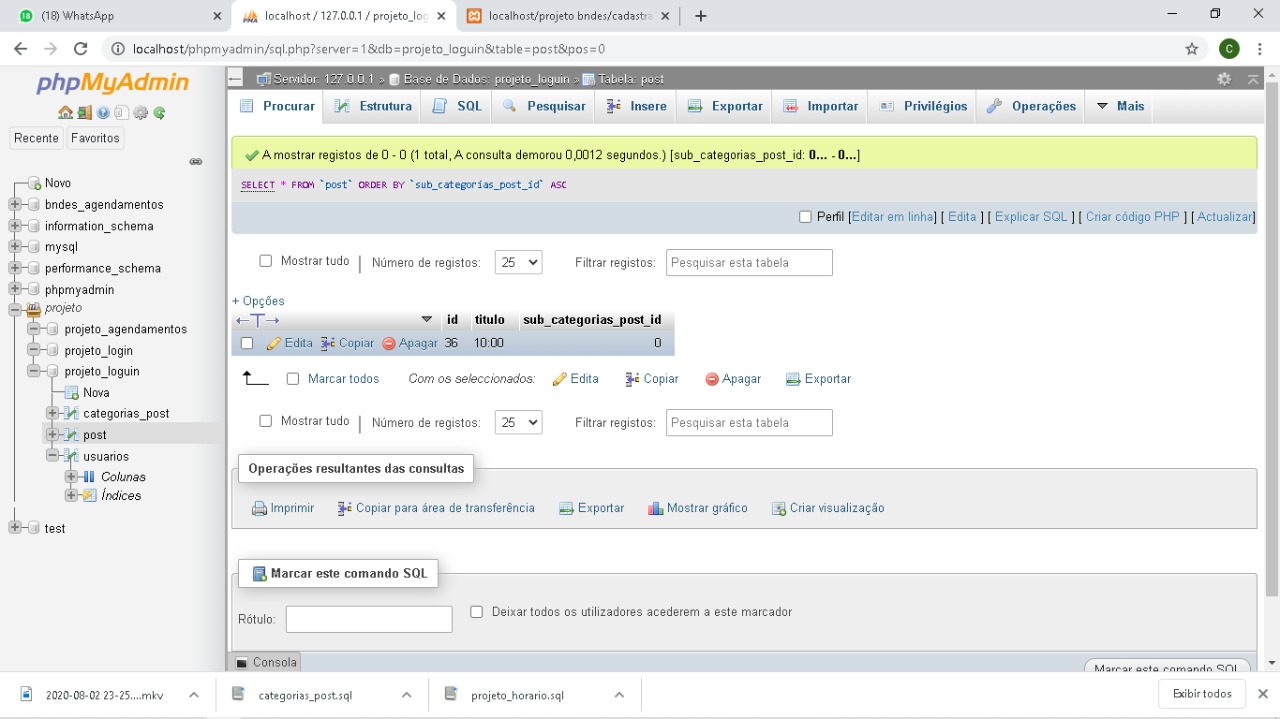 (18) WhatsApp
localhost / 127.0.0.1 / projeto_log
localhost/projeto bndes/cadastra
localhost/phpmyadmin/sql.php?server=1&db=projeto_loguin&table=post&pos=0
C
phpMyAdmin
Recente
Favoritos
Novo
bndes_agendamentos
information_schema
mysql
performance_schema
phpmyadmin
projeto
projeto_agendamentos
projeto_login
projeto_loguin
Nova
categorias_post
post
usuarios
Colunas
Índices
test
Servidor: 127.0.0.1 » Base de Dados: projeto_loguin » Tabela: post
Procurar Estrutura SQL Pesquisar Insere Exportar Importar Privilégios Operações Mais
A mostrar registos de 0 - 0 (1 total, A consulta demorou 0,0012 segundos.) [sub_categorias_post_id: 0... - 0...]
SELECT * FROM `post` ORDER BY `sub_categorias_post_id` ASC
Perfil [Editar em linha] [ Edita ] [ Explicar SQL ] [ Criar código PHP ] [ Actualizar]
Mostrar tudo | Número de registos: 25 Filtrar registos: Pesquisar esta tabela
+ Opções
id titulo sub_categorias_post_id
Edita Copiar Apagar 36 10:00 0
Marcar todos Com os seleccionados: Edita Copiar Apagar Exportar
Mostrar tudo | Número de registos: 25 Filtrar registos: Pesquisar esta tabela
Operações resultantes das consultas
Imprimir Copiar para área de transferência Exportar Mostrar gráfico Criar visualização
Marcar este comando SQL
Rótulo: Deixar todos os utilizadores acederem a este marcador
Consola
Marcar este comando SQL
2020-08-02 23-25....mkv
categorias_post.sql
projeto_horario.sql
Exibir todos